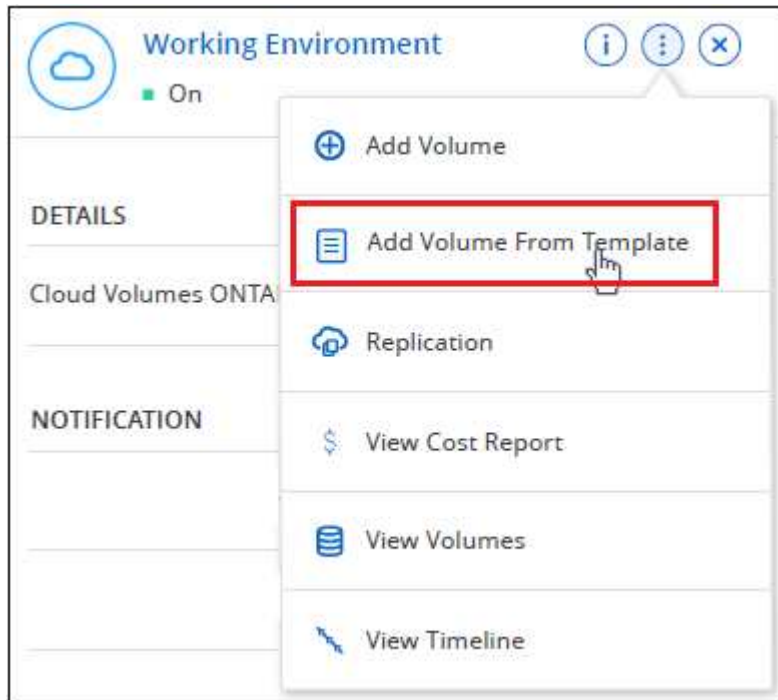 Working Environment
On
Add Volume
DETAILS
Add Volume From Template
Cloud Volumes ONTA
Replication
NOTIFICATION
$ View Cost Report
View Volumes
View Timeline